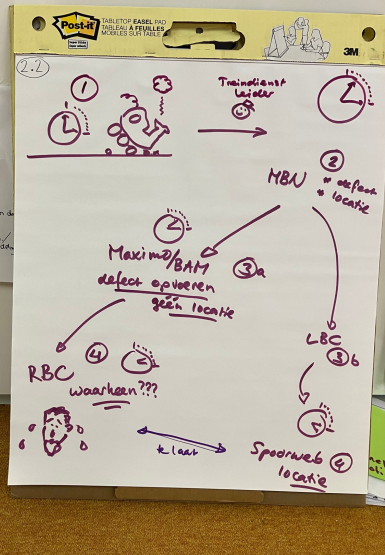 Post-it
TABLETOP EASEL PAD
TABLEAU À FEUILLES
MOBILES SUR TABLE
3M
2.2
1
Treindienst
leider
2
MBN
* defect
* locatie
Maximo/BAM
3a
defect opvoeren
géén locatie
LBC
3b
4
RBC
waarheen???
klaar
Spoorweb
4
locatie